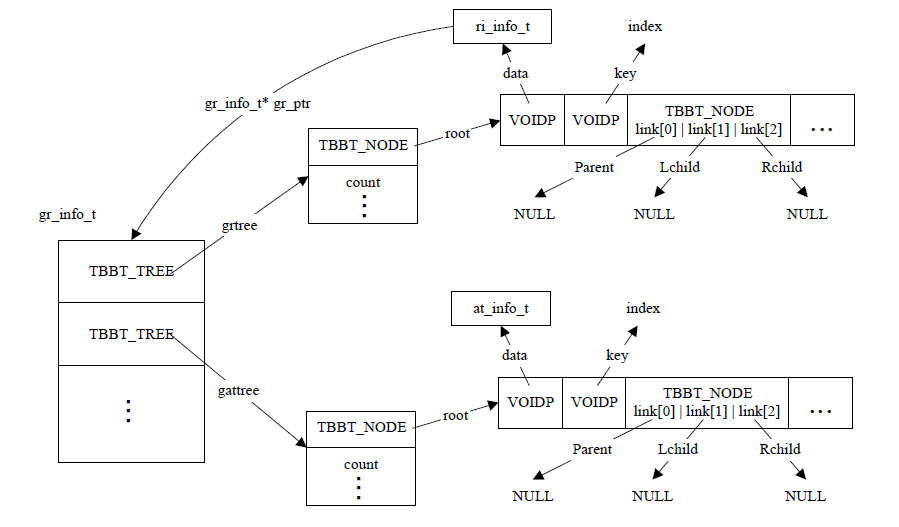 ri_info_t
index
data
key
gr_info_t* gr_ptr
VOIDP
VOIDP
TBBT_NODE
link[0] | link[1] | link[2]
...
root
TBBT_NODE
count
⋮
Parent
Lchild
Rchild
NULL
NULL
NULL
grtree
gr_info_t
TBBT_TREE
TBBT_TREE
⋮
gattree
at_info_t
index
data
key
VOIDP
VOIDP
TBBT_NODE
link[0] | link[1] | link[2]
...
root
TBBT_NODE
count
⋮
Parent
Lchild
Rchild
NULL
NULL
NULL